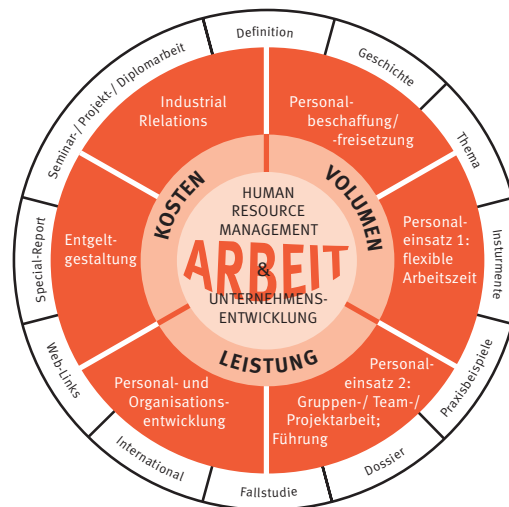 Definition
Geschichte
Thema
Insturmente
Praxisbeispiele
Dossier
Fallstudie
International
Web-Links
Special-Report
Seminar-/ Projekt-/ Diplomarbeit
Industrial
Rlelations
Personal-
beschaffung/
-freisetzung
Personal-
einsatz 1:
flexible
Arbeitszeit
Personal-
einsatz 2:
Gruppen-/ Team-/
Projektarbeit;
Führung
Personal- und
Organisations-
entwicklung
Entgelt-
gestaltung
KOSTEN
VOLUMEN
LEISTUNG
HUMAN
RESOURCE
MANAGEMENT
ARBEIT
&
UNTERNEHMENS-
ENTWICKLUNG